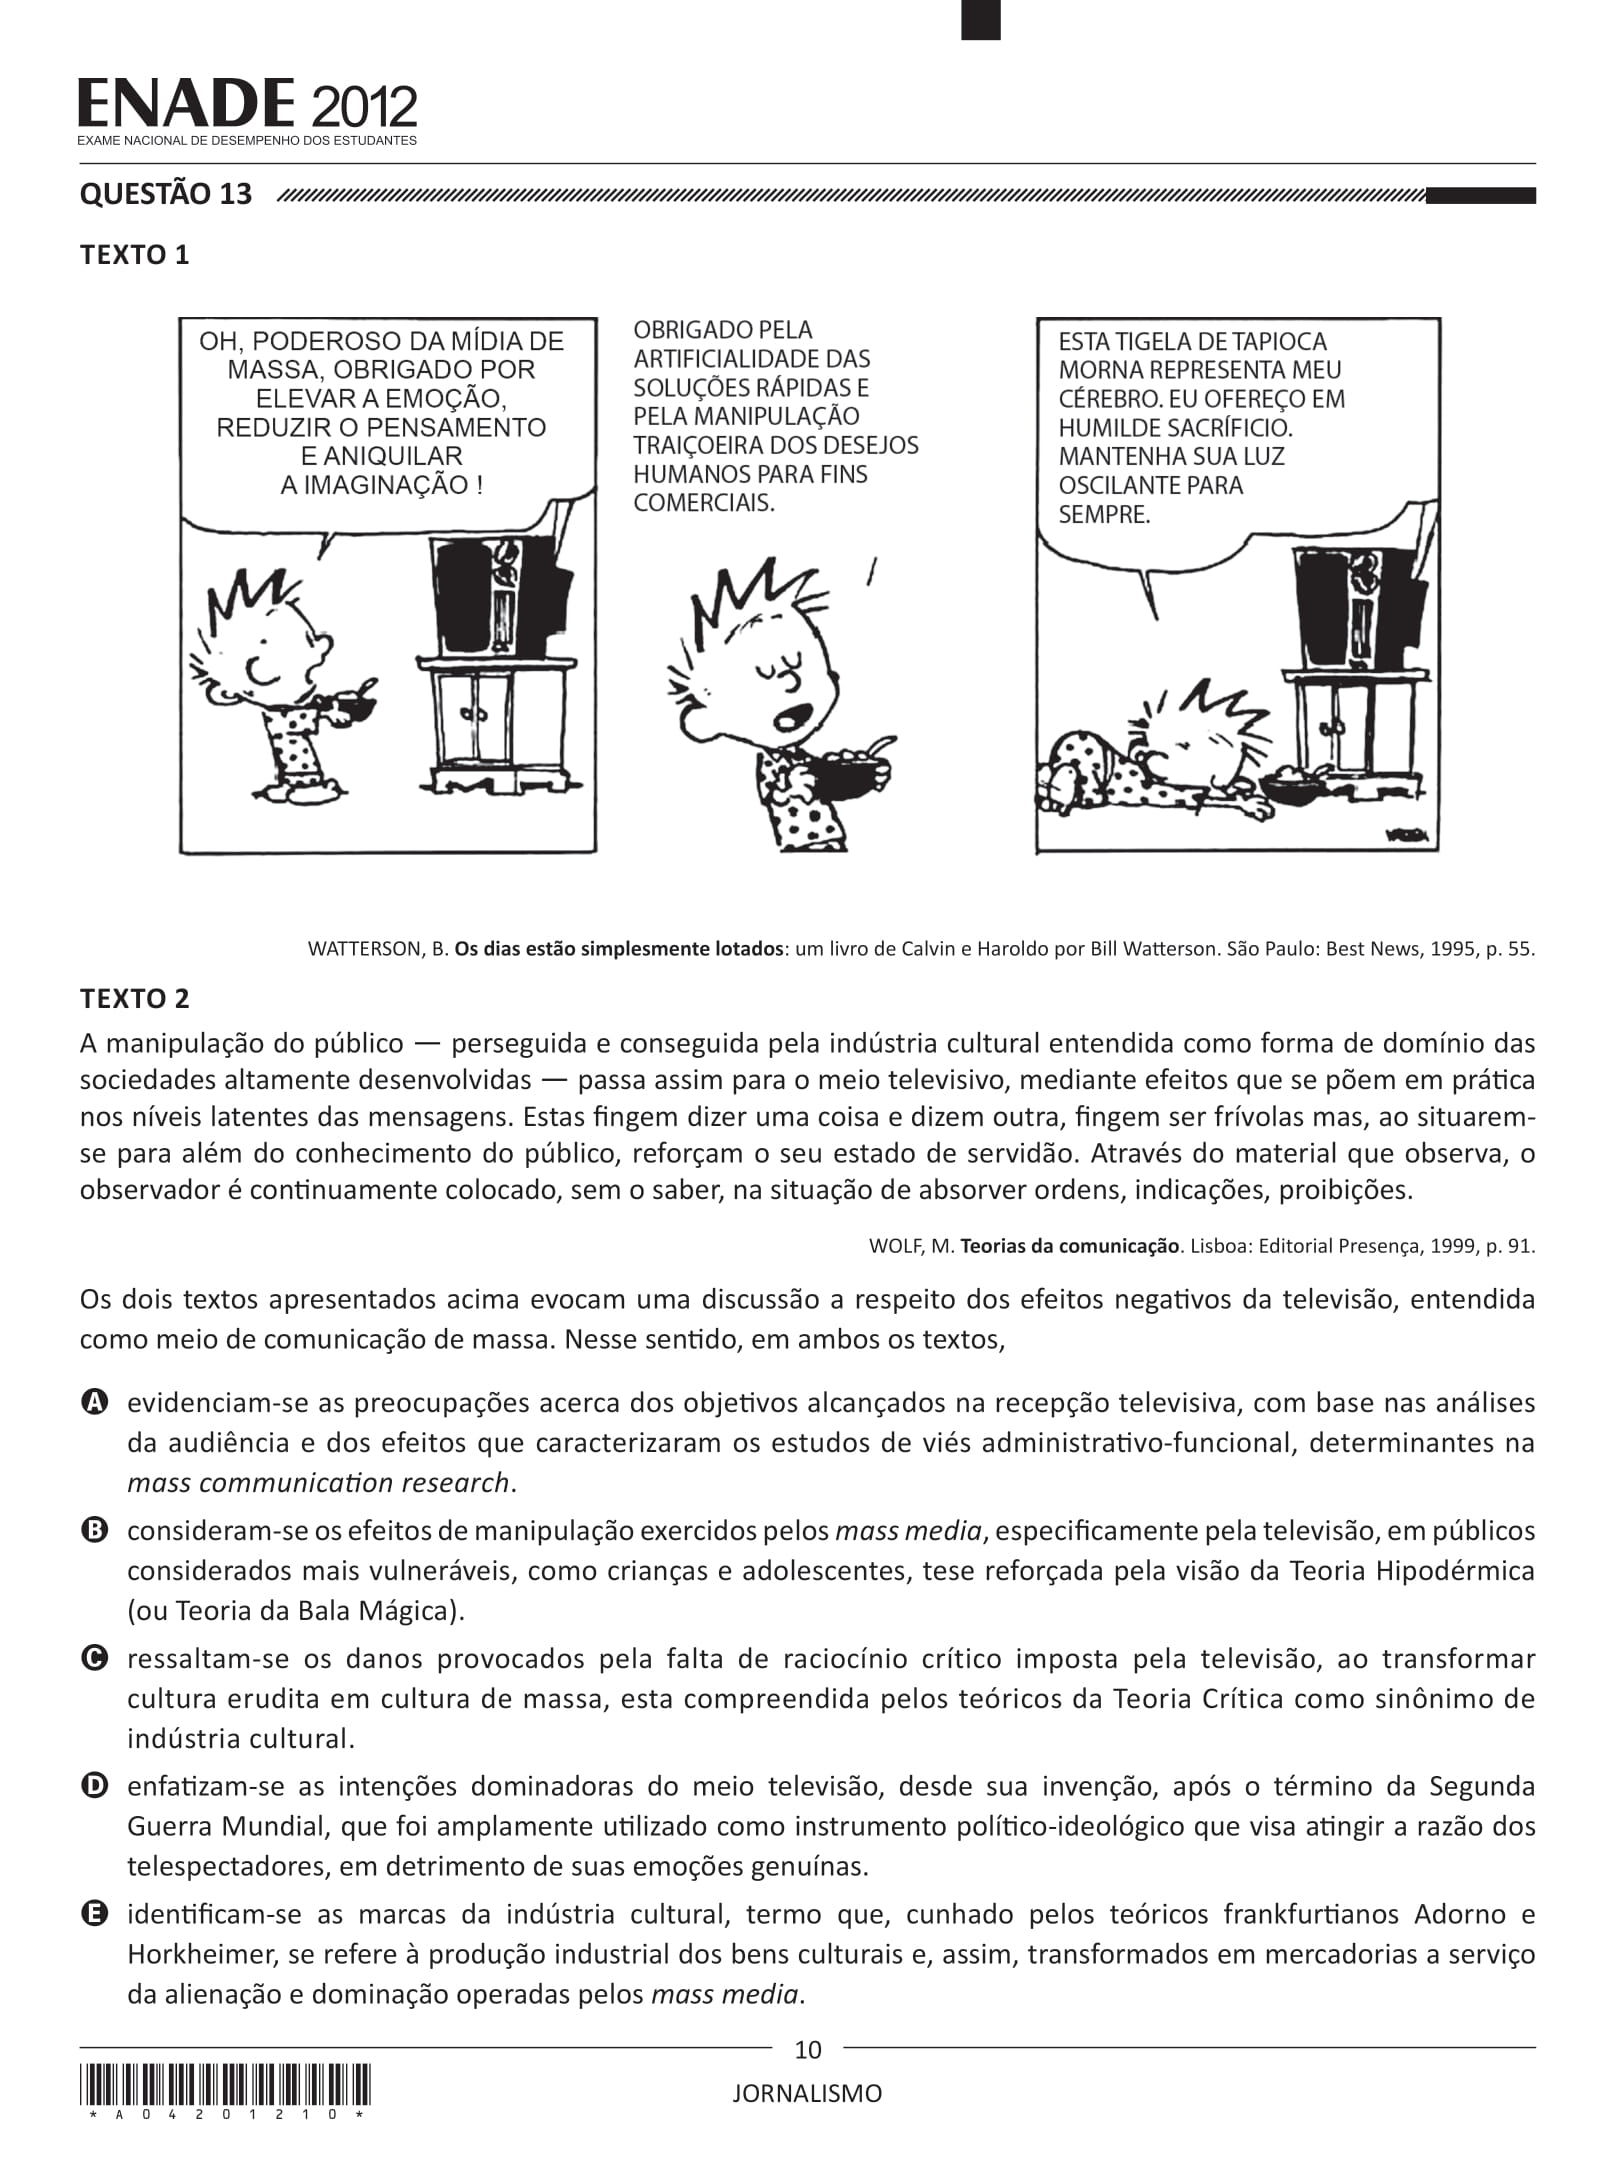 ENADE 2012
EXAME NACIONAL DE DESEMPENHO DOS ESTUDANTES
QUESTÃO 13
TEXTO 1
OH, PODEROSO DA MÍDIA DE
MASSA, OBRIGADO POR
ELEVAR A EMOÇÃO,
REDUZIR O PENSAMENTO
E ANIQUILAR
A IMAGINAÇÃO !
OBRIGADO PELA
ARTIFICIALIDADE DAS
SOLUÇÕES RÁPIDAS E
PELA MANIPULAÇÃO
TRAIÇOEIRA DOS DESEJOS
HUMANOS PARA FINS
COMERCIAIS.
ESTA TIGELA DE TAPIOCA
MORNA REPRESENTA MEU
CÉREBRO. EU OFEREÇO EM
HUMILDE SACRÍFICIO.
MANTENHA SUA LUZ
OSCILANTE PARA
SEMPRE.
WATTERSON, B. Os dias estão simplesmente lotados: um livro de Calvin e Haroldo por Bill Watterson. São Paulo: Best News, 1995, p. 55.
TEXTO 2
A manipulação do público — perseguida e conseguida pela indústria cultural entendida como forma de domínio das
sociedades altamente desenvolvidas — passa assim para o meio televisivo, mediante efeitos que se põem em prática
nos níveis latentes das mensagens. Estas fingem dizer uma coisa e dizem outra, fingem ser frívolas mas, ao situarem-
se para além do conhecimento do público, reforçam o seu estado de servidão. Através do material que observa, o
observador é continuamente colocado, sem o saber, na situação de absorver ordens, indicações, proibições.
WOLF, M. Teorias da comunicação. Lisboa: Editorial Presença, 1999, p. 91.
Os dois textos apresentados acima evocam uma discussão a respeito dos efeitos negativos da televisão, entendida
como meio de comunicação de massa. Nesse sentido, em ambos os textos,
A evidenciam-se as preocupações acerca dos objetivos alcançados na recepção televisiva, com base nas análises
da audiência e dos efeitos que caracterizaram os estudos de viés administrativo-funcional, determinantes na
mass communication research.
B consideram-se os efeitos de manipulação exercidos pelos mass media, especificamente pela televisão, em públicos
considerados mais vulneráveis, como crianças e adolescentes, tese reforçada pela visão da Teoria Hipodérmica
(ou Teoria da Bala Mágica).
C ressaltam-se os danos provocados pela falta de raciocínio crítico imposta pela televisão, ao transformar
cultura erudita em cultura de massa, esta compreendida pelos teóricos da Teoria Crítica como sinônimo de
indústria cultural.
D enfatizam-se as intenções dominadoras do meio televisão, desde sua invenção, após o término da Segunda
Guerra Mundial, que foi amplamente utilizado como instrumento político-ideológico que visa atingir a razão dos
telespectadores, em detrimento de suas emoções genuínas.
E identificam-se as marcas da indústria cultural, termo que, cunhado pelos teóricos frankfurtianos Adorno e
Horkheimer, se refere à produção industrial dos bens culturais e, assim, transformados em mercadorias a serviço
da alienação e dominação operadas pelos mass media.
10
JORNALISMO
* A 0 4 2 0 1 2 1 0 *